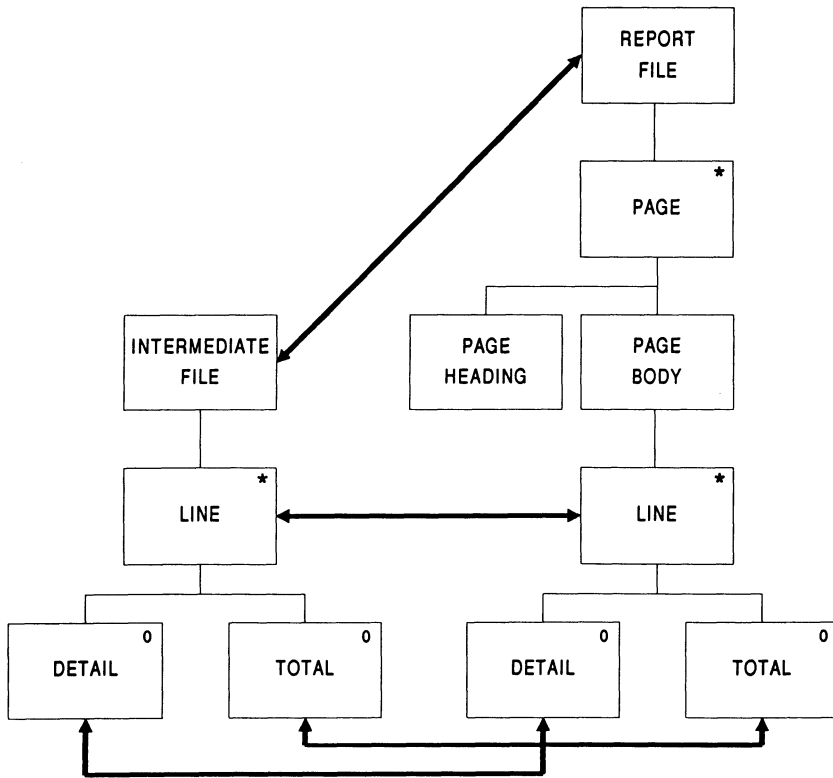 REPORT
FILE
*
PAGE
INTERMEDIATE
FILE
PAGE
HEADING
PAGE
BODY
*
LINE
*
LINE
0
DETAIL
0
TOTAL
0
DETAIL
0
TOTAL